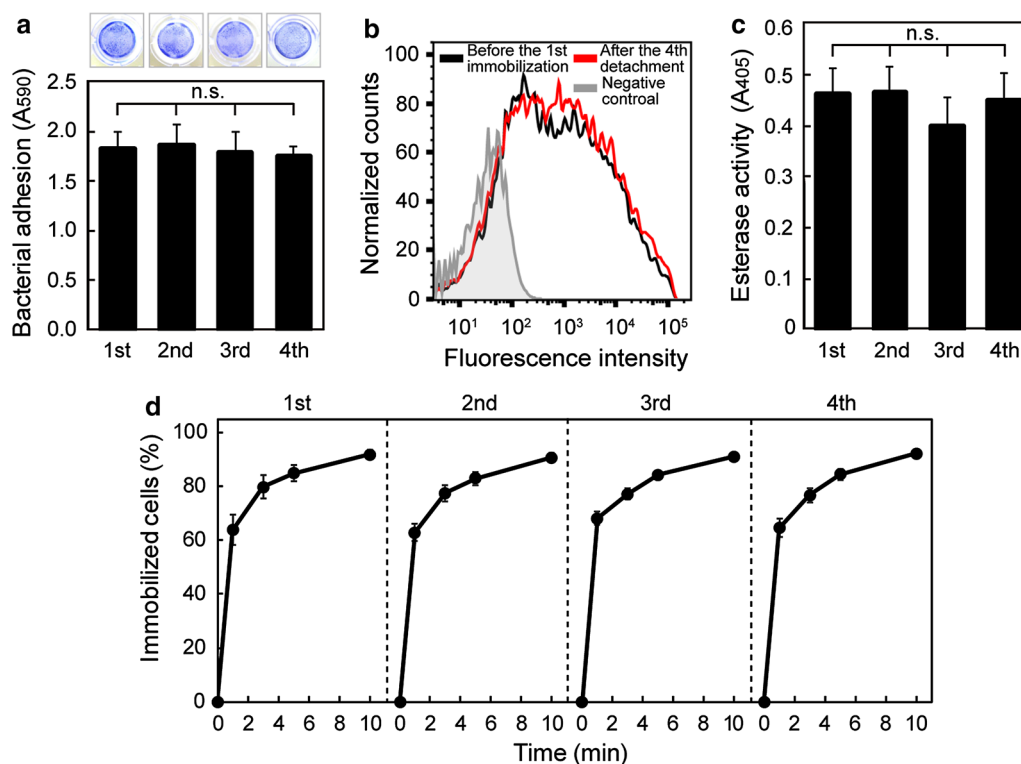 a
n.s.
Bacterial adhesion (A590)
2.5
2.0
1.5
1.0
0.5
0.0
1st 2nd 3rd 4th
b
Before the 1st
immobilization
After the 4th
detachment
Negative
controal
Normalized counts
100
80
60
40
20
0
10¹ 10² 10³ 10⁴ 10⁵
Fluorescence intensity
c
n.s.
Esterase activity (A405)
0.6
0.5
0.4
0.3
0.2
0.1
0
1st 2nd 3rd 4th
d
1st 2nd 3rd 4th
Immobilized cells (%)
100
80
60
40
20
0
0 2 4 6 8 10 0 2 4 6 8 10 0 2 4 6 8 10 0 2 4 6 8 10
Time (min)